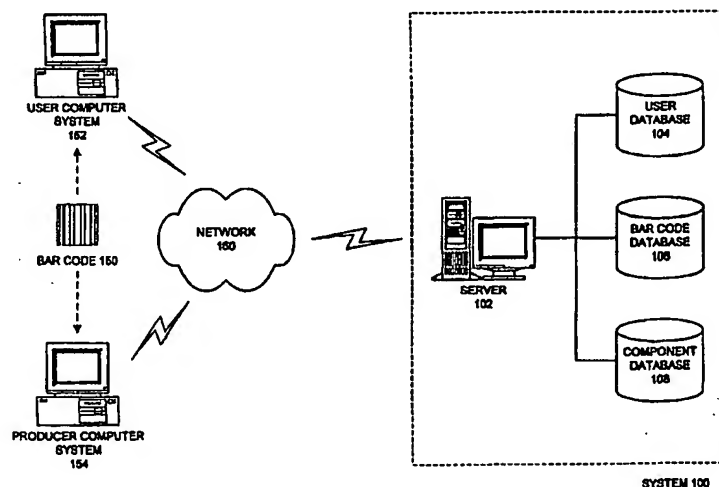 USER COMPUTER
SYSTEM
152
BAR CODE 150
PRODUCER COMPUTER
SYSTEM
154
NETWORK
160
SERVER
102
USER
DATABASE
104
BAR CODE
DATABASE
106
COMPONENT
DATABASE
108
SYSTEM 100